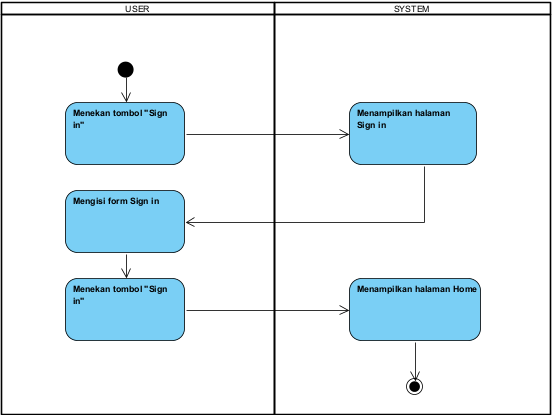 USER
SYSTEM
Menekan tombol "Sign
in"
Menampilkan halaman
Sign in
Mengisi form Sign in
Menekan tombol "Sign
in"
Menampilkan halaman Home